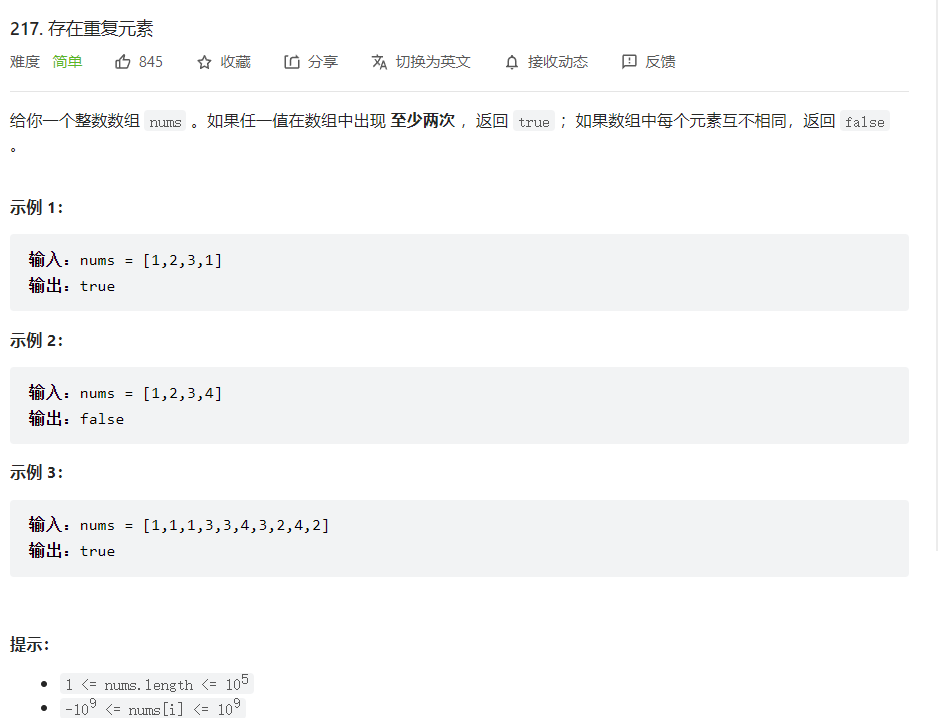 217. 存在重复元素
难度 简单 845 收藏 分享 切换为英文 接收动态 反馈
给你一个整数数组 nums 。如果任一值在数组中出现 至少两次 ，返回 true ；如果数组中每个元素互不相同，返回 false
。
示例 1：
输入：nums = [1,2,3,1]
输出：true
示例 2：
输入：nums = [1,2,3,4]
输出：false
示例 3：
输入：nums = [1,1,1,3,3,4,3,2,4,2]
输出：true
提示：
1 <= nums.length <= 10⁵
-10⁹ <= nums[i] <= 10⁹